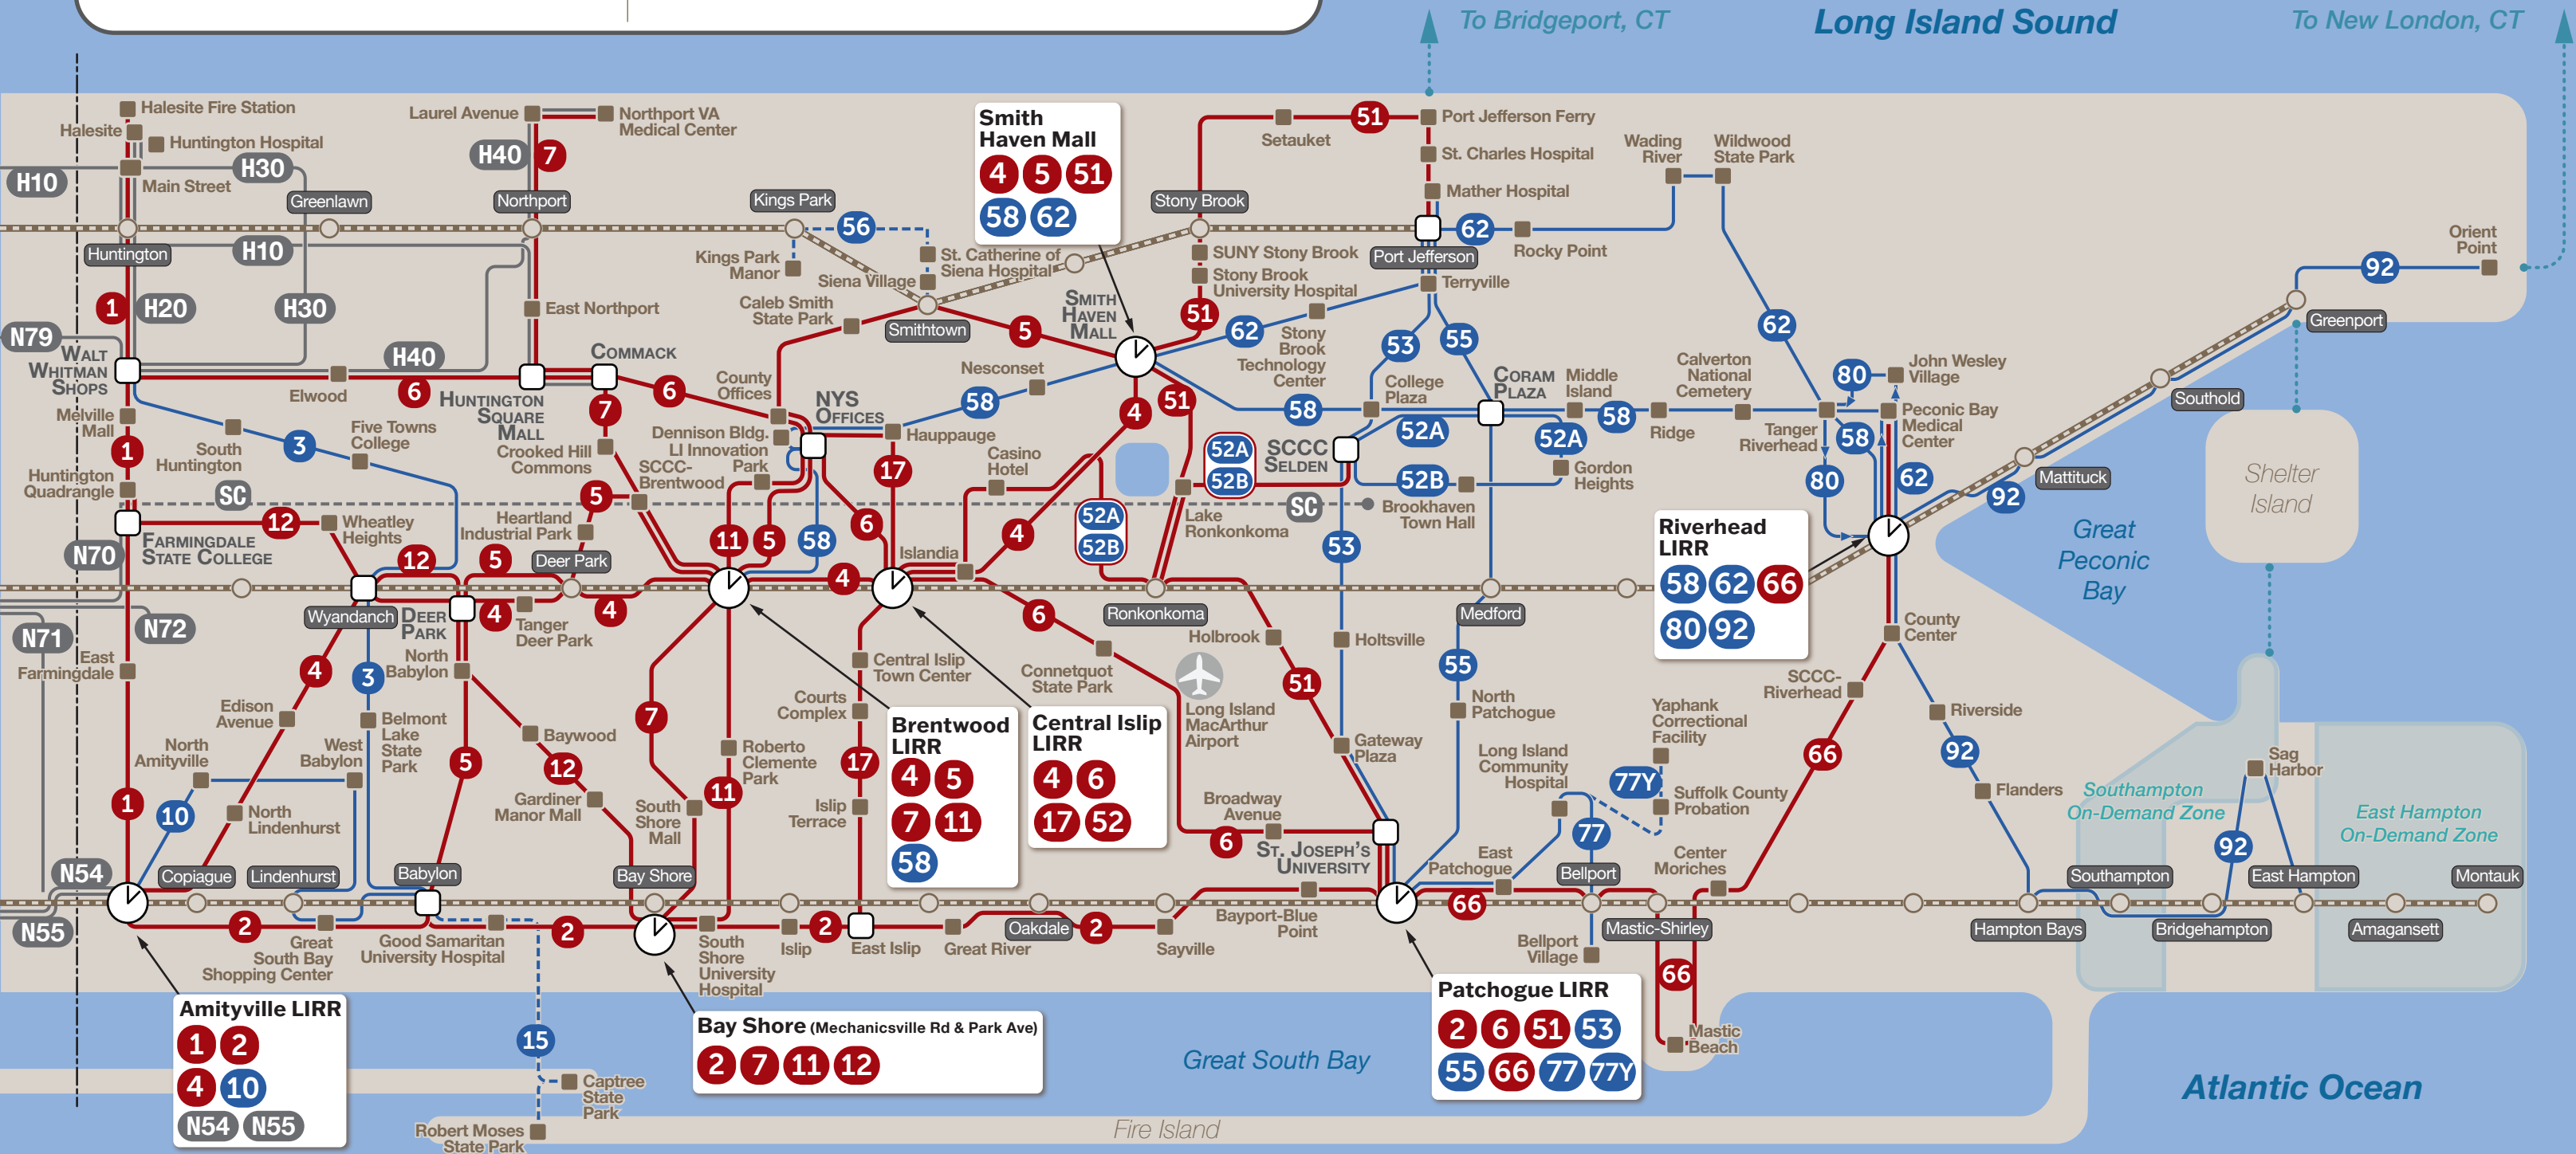 To Bridgeport, CT
Long Island Sound
To New London, CT
Halesite Fire Station
Halesite
Huntington Hospital
H10
H30
Main Street
Greenlawn
Huntington
H10
1
H20
H30
N79
WALT
WHITMAN
SHOPS
H40
Elwood
6
Laurel Avenue
Northport VA
Medical Center
H40
7
Northport
East Northport
HUNTINGTON
SQUARE
MALL
COMMACK
6
7
Crooked Hill
Commons
Kings Park
56
Kings Park
Manor
St. Catherine of
Siena Hospital
Siena Village
Caleb Smith
State Park
Smithtown
5
County
Offices
NYS
OFFICES
Dennison Bldg.
LI Innovation
Park
Hauppauge
58
Nesconset
Smith
Haven Mall
4
5
51
58
62
SMITH
HAVEN
MALL
Stony Brook
Setauket
51
Port Jefferson Ferry
St. Charles Hospital
Mather Hospital
SUNY Stony Brook
Stony Brook
University Hospital
51
62
Stony
Brook
Technology
Center
Port Jefferson
62
Rocky Point
Terryville
Wading
River
Wildwood
State Park
62
53
55
College
Plaza
CORAM
PLAZA
58
52A
52A
52B
Middle
Island
58
Ridge
Calverton
National
Cemetery
Tanger
Riverhead
58
80
John Wesley
Village
Peconic Bay
Medical
Center
62
80
Gordon
Heights
Brookhaven
Town Hall
SCCC
SELDEN
52A
52B
SC
Lake
Ronkonkoma
4
51
Casino
Hotel
4
52A
52B
17
6
Islandia
Melville
Mall
1
South
Huntington
3
Five Towns
College
Huntington
Quadrangle
SC
12
Wheatley
Heights
FARMINGDALE
STATE COLLEGE
N70
N71
N72
SCCC-
Brentwood
5
Heartland
Industrial Park
Deer Park
12
5
11
5
58
4
Wyandanch
DEER
PARK
4
Tanger
Deer Park
4
North
Babylon
East
Farmingdale
4
3
Edison
Avenue
Belmont
Lake
State
Park
North
Amityville
West
Babylon
5
Baywood
12
Gardiner
Manor Mall
7
South
Shore
Mall
Roberto
Clemente
Park
11
Central Islip
Town Center
Courts
Complex
17
Islip
Terrace
Brentwood
LIRR
4
5
7
11
58
Central Islip
LIRR
4
6
17
52
6
Connetquot
State Park
Ronkonkoma
Holbrook
Long Island
MacArthur
Airport
51
Broadway
Avenue
6
ST. JOSEPH'S
UNIVERSITY
53
Holtsville
Gateway
Plaza
Medford
55
North
Patchogue
Long Island
Community
Hospital
Yaphank
Correctional
Facility
77Y
Suffolk County
Probation
77
East
Patchogue
Bellport
66
Bellport
Village
Center
Moriches
Mastic-Shirley
66
Mastic
Beach
Riverhead
LIRR
58
62
66
80
92
County
Center
SCCC-
Riverhead
66
Riverside
92
Flanders
92
Orient
Point
Greenport
Southold
Mattituck
92
Great
Peconic
Bay
Shelter
Island
Sag
Harbor
Southampton
On-Demand Zone
East Hampton
On-Demand Zone
92
Southampton
East Hampton
Montauk
Hampton Bays
Bridgehampton
Amagansett
1
10
North
Lindenhurst
N54
N55
Copiague
Lindenhurst
Babylon
2
Great
South Bay
Shopping Center
Good Samaritan
University Hospital
2
Bay Shore
South
Shore
University
Hospital
Islip
2
East Islip
Great River
Oakdale
2
Sayville
Bayport-Blue
Point
Amityville LIRR
1
2
4
10
N54
N55
15
Captree
State
Park
Robert Moses
State Park
Bay Shore (Mechanicsville Rd & Park Ave)
2
7
11
12
Patchogue LIRR
2
6
51
53
55
66
77
77Y
Great South Bay
Fire Island
Atlantic Ocean